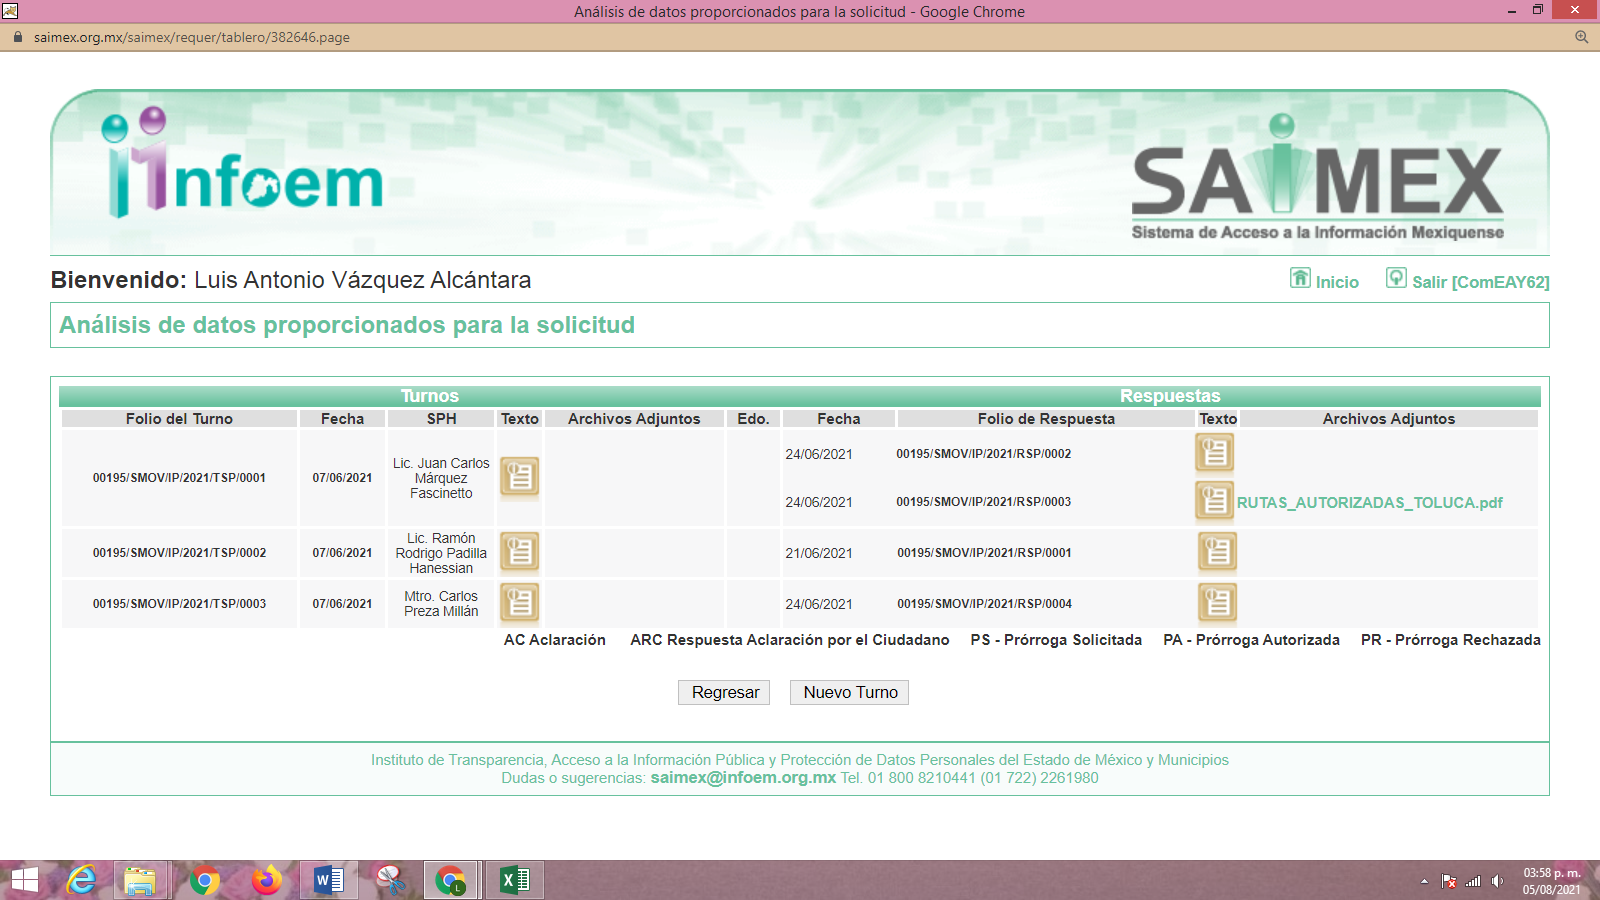 Análisis de datos proporcionados para la solicitud - Google Chrome
saimex.org.mx/saimex/requer/tablero/382646.page
infoem
SAIMEX
Sistema de Acceso a la Información Mexiquense
Bienvenido: Luis Antonio Vázquez Alcántara
Inicio Salir [ComEAY62]
Análisis de datos proporcionados para la solicitud
Turnos Respuestas
Folio del Turno Fecha SPH Texto Archivos Adjuntos Edo. Fecha Folio de Respuesta Texto Archivos Adjuntos
00195/SMOV/IP/2021/TSP/0001 07/06/2021 Lic. Juan Carlos
Márquez
Fascinetto
24/06/2021 00195/SMOV/IP/2021/RSP/0002
24/06/2021 00195/SMOV/IP/2021/RSP/0003 RUTAS_AUTORIZADAS_TOLUCA.pdf
00195/SMOV/IP/2021/TSP/0002 07/06/2021 Lic. Ramón
Rodrigo Padilla
Hanessian
21/06/2021 00195/SMOV/IP/2021/RSP/0001
00195/SMOV/IP/2021/TSP/0003 07/06/2021 Mtro. Carlos
Preza Millán
24/06/2021 00195/SMOV/IP/2021/RSP/0004
AC Aclaración ARC Respuesta Aclaración por el Ciudadano PS - Prórroga Solicitada PA - Prórroga Autorizada PR - Prórroga Rechazada
Regresar Nuevo Turno
Instituto de Transparencia, Acceso a la Información Pública y Protección de Datos Personales del Estado de México y Municipios
Dudas o sugerencias: saimex@infoem.org.mx Tel. 01 800 8210441 (01 722) 2261980
03:58 p. m.
05/08/2021